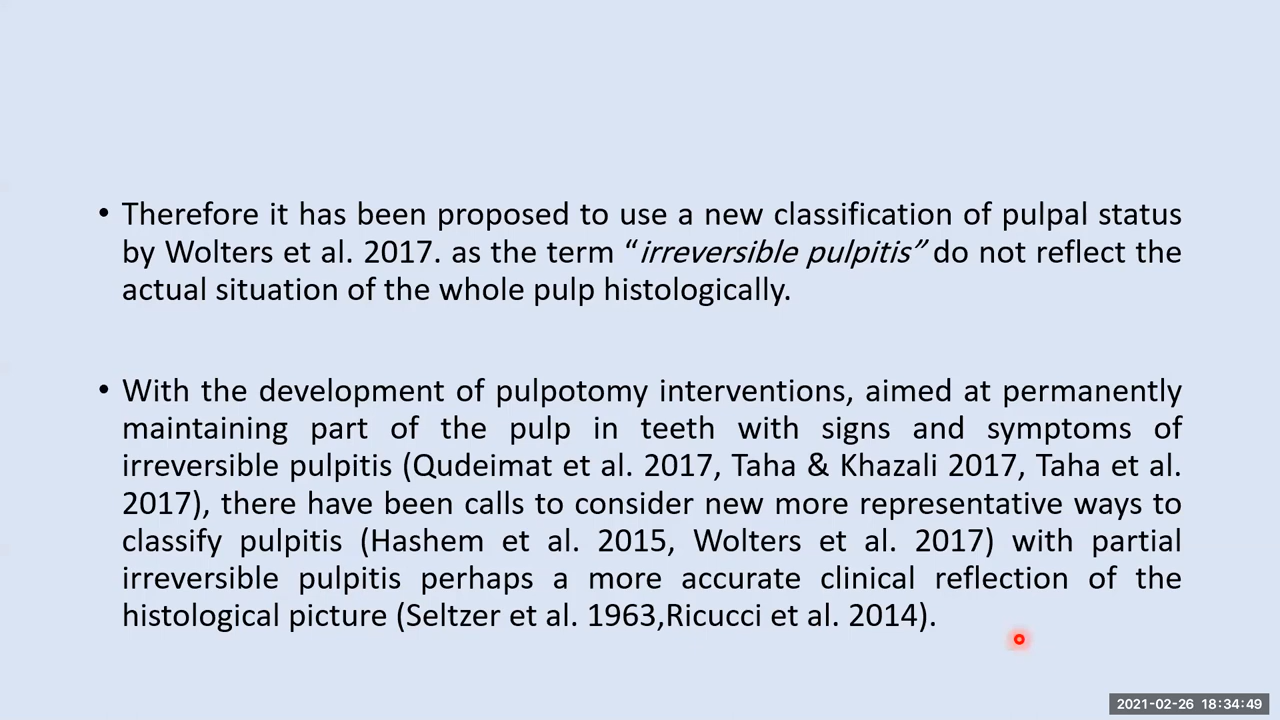 • Therefore it has been proposed to use a new classification of pulpal status
by Wolters et al. 2017. as the term “irreversible pulpitis” do not reflect the
actual situation of the whole pulp histologically.
• With the development of pulpotomy interventions, aimed at permanently
maintaining part of the pulp in teeth with signs and symptoms of
irreversible pulpitis (Qudeimat et al. 2017, Taha & Khazali 2017, Taha et al.
2017), there have been calls to consider new more representative ways to
classify pulpitis (Hashem et al. 2015, Wolters et al. 2017) with partial
irreversible pulpitis perhaps a more accurate clinical reflection of the
histological picture (Seltzer et al. 1963,Ricucci et al. 2014).
2021-02-26 18:34:49